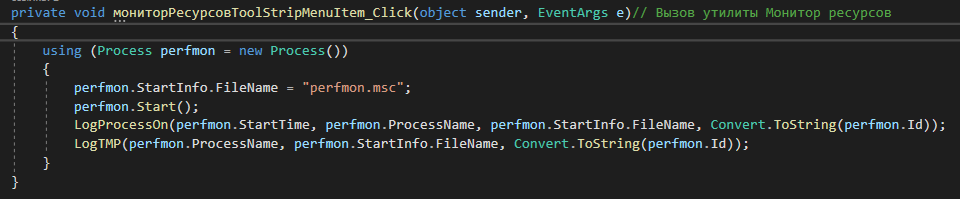 private void мониторРесурсовToolStripMenuItem_Click(object sender, EventArgs e)// Вызов утилиты Монитор ресурсов
{
using (Process perfmon = new Process())
{
perfmon.StartInfo.FileName = "perfmon.msc";
perfmon.Start();
LogProcessOn(perfmon.StartTime, perfmon.ProcessName, perfmon.StartInfo.FileName, Convert.ToString(perfmon.Id));
LogTMP(perfmon.ProcessName, perfmon.StartInfo.FileName, Convert.ToString(perfmon.Id));
}
}